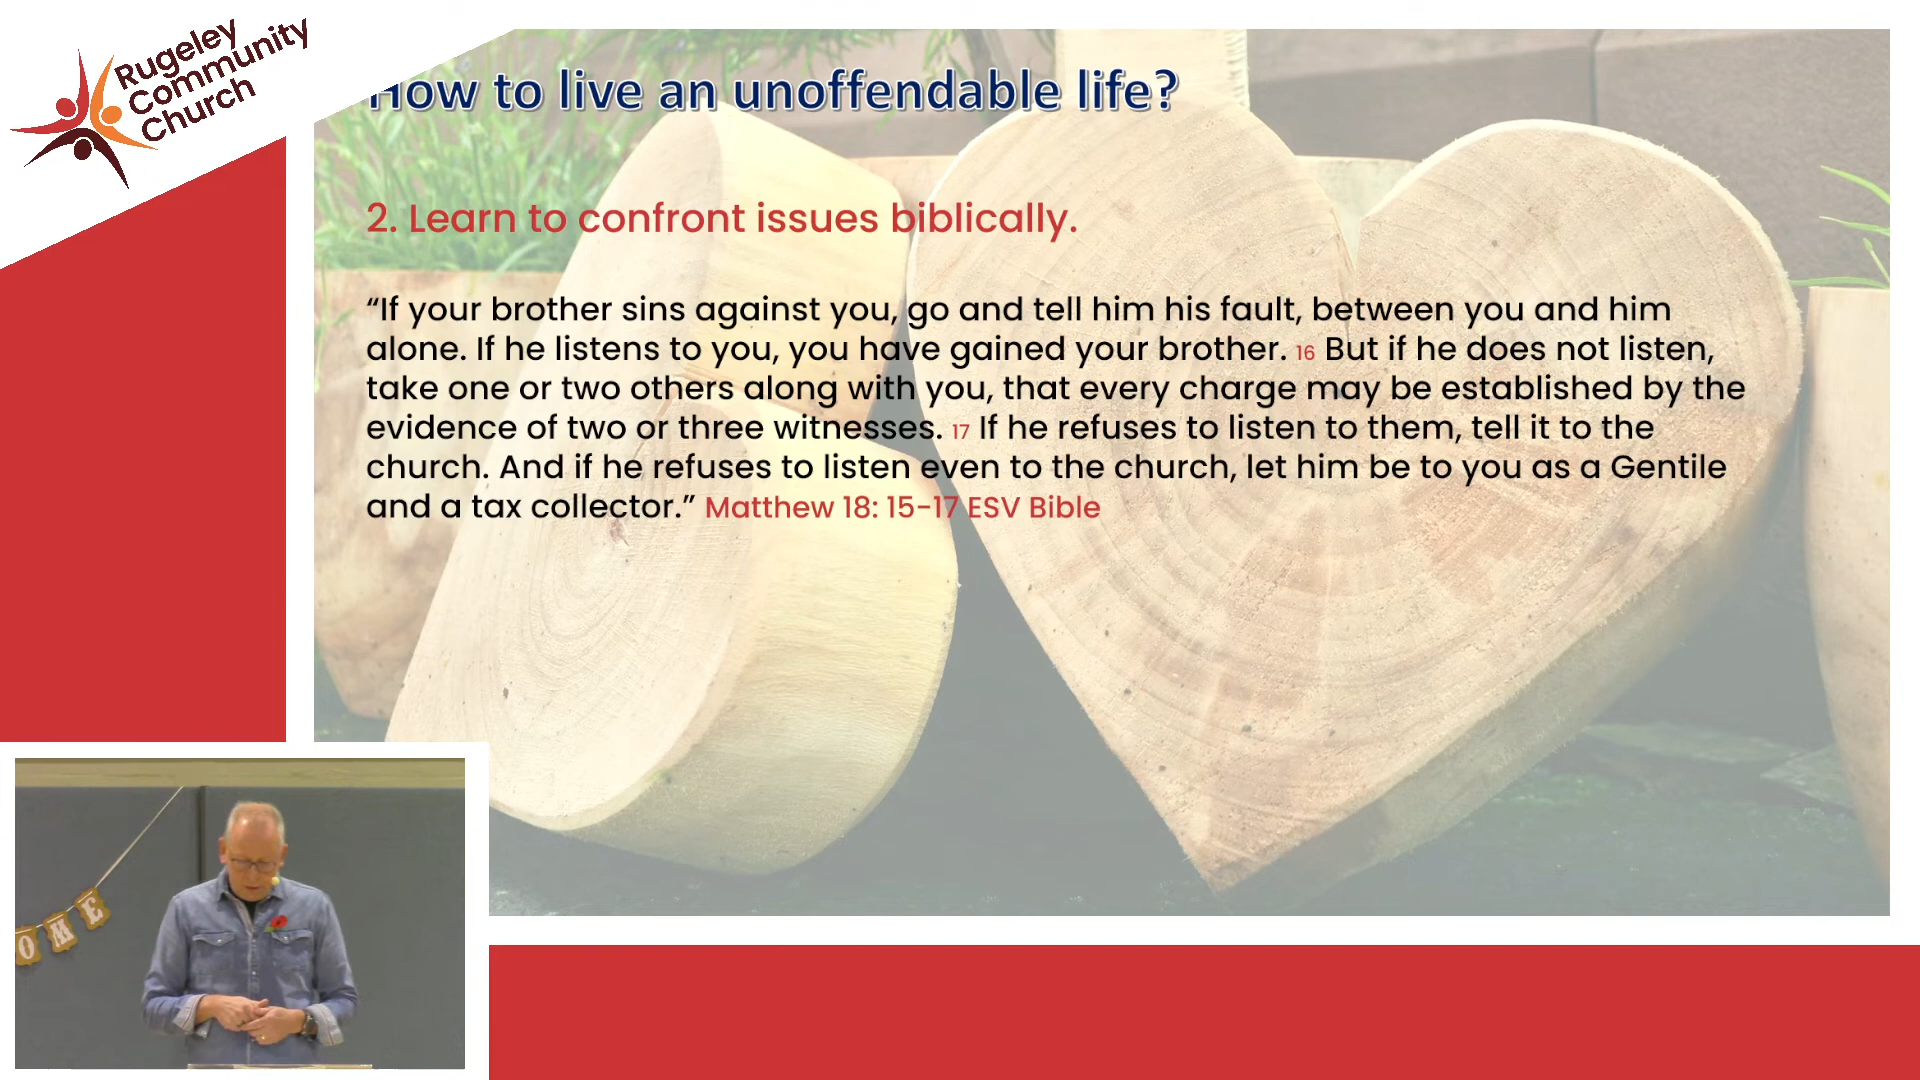 Rugeley
Community
Church
How to live an unoffendable life?
2. Learn to confront issues biblically.
“If your brother sins against you, go and tell him his fault, between you and him
alone. If he listens to you, you have gained your brother. 16 But if he does not listen,
take one or two others along with you, that every charge may be established by the
evidence of two or three witnesses. 17 If he refuses to listen to them, tell it to the
church. And if he refuses to listen even to the church, let him be to you as a Gentile
and a tax collector.” Matthew 18: 15-17 ESV Bible
OME